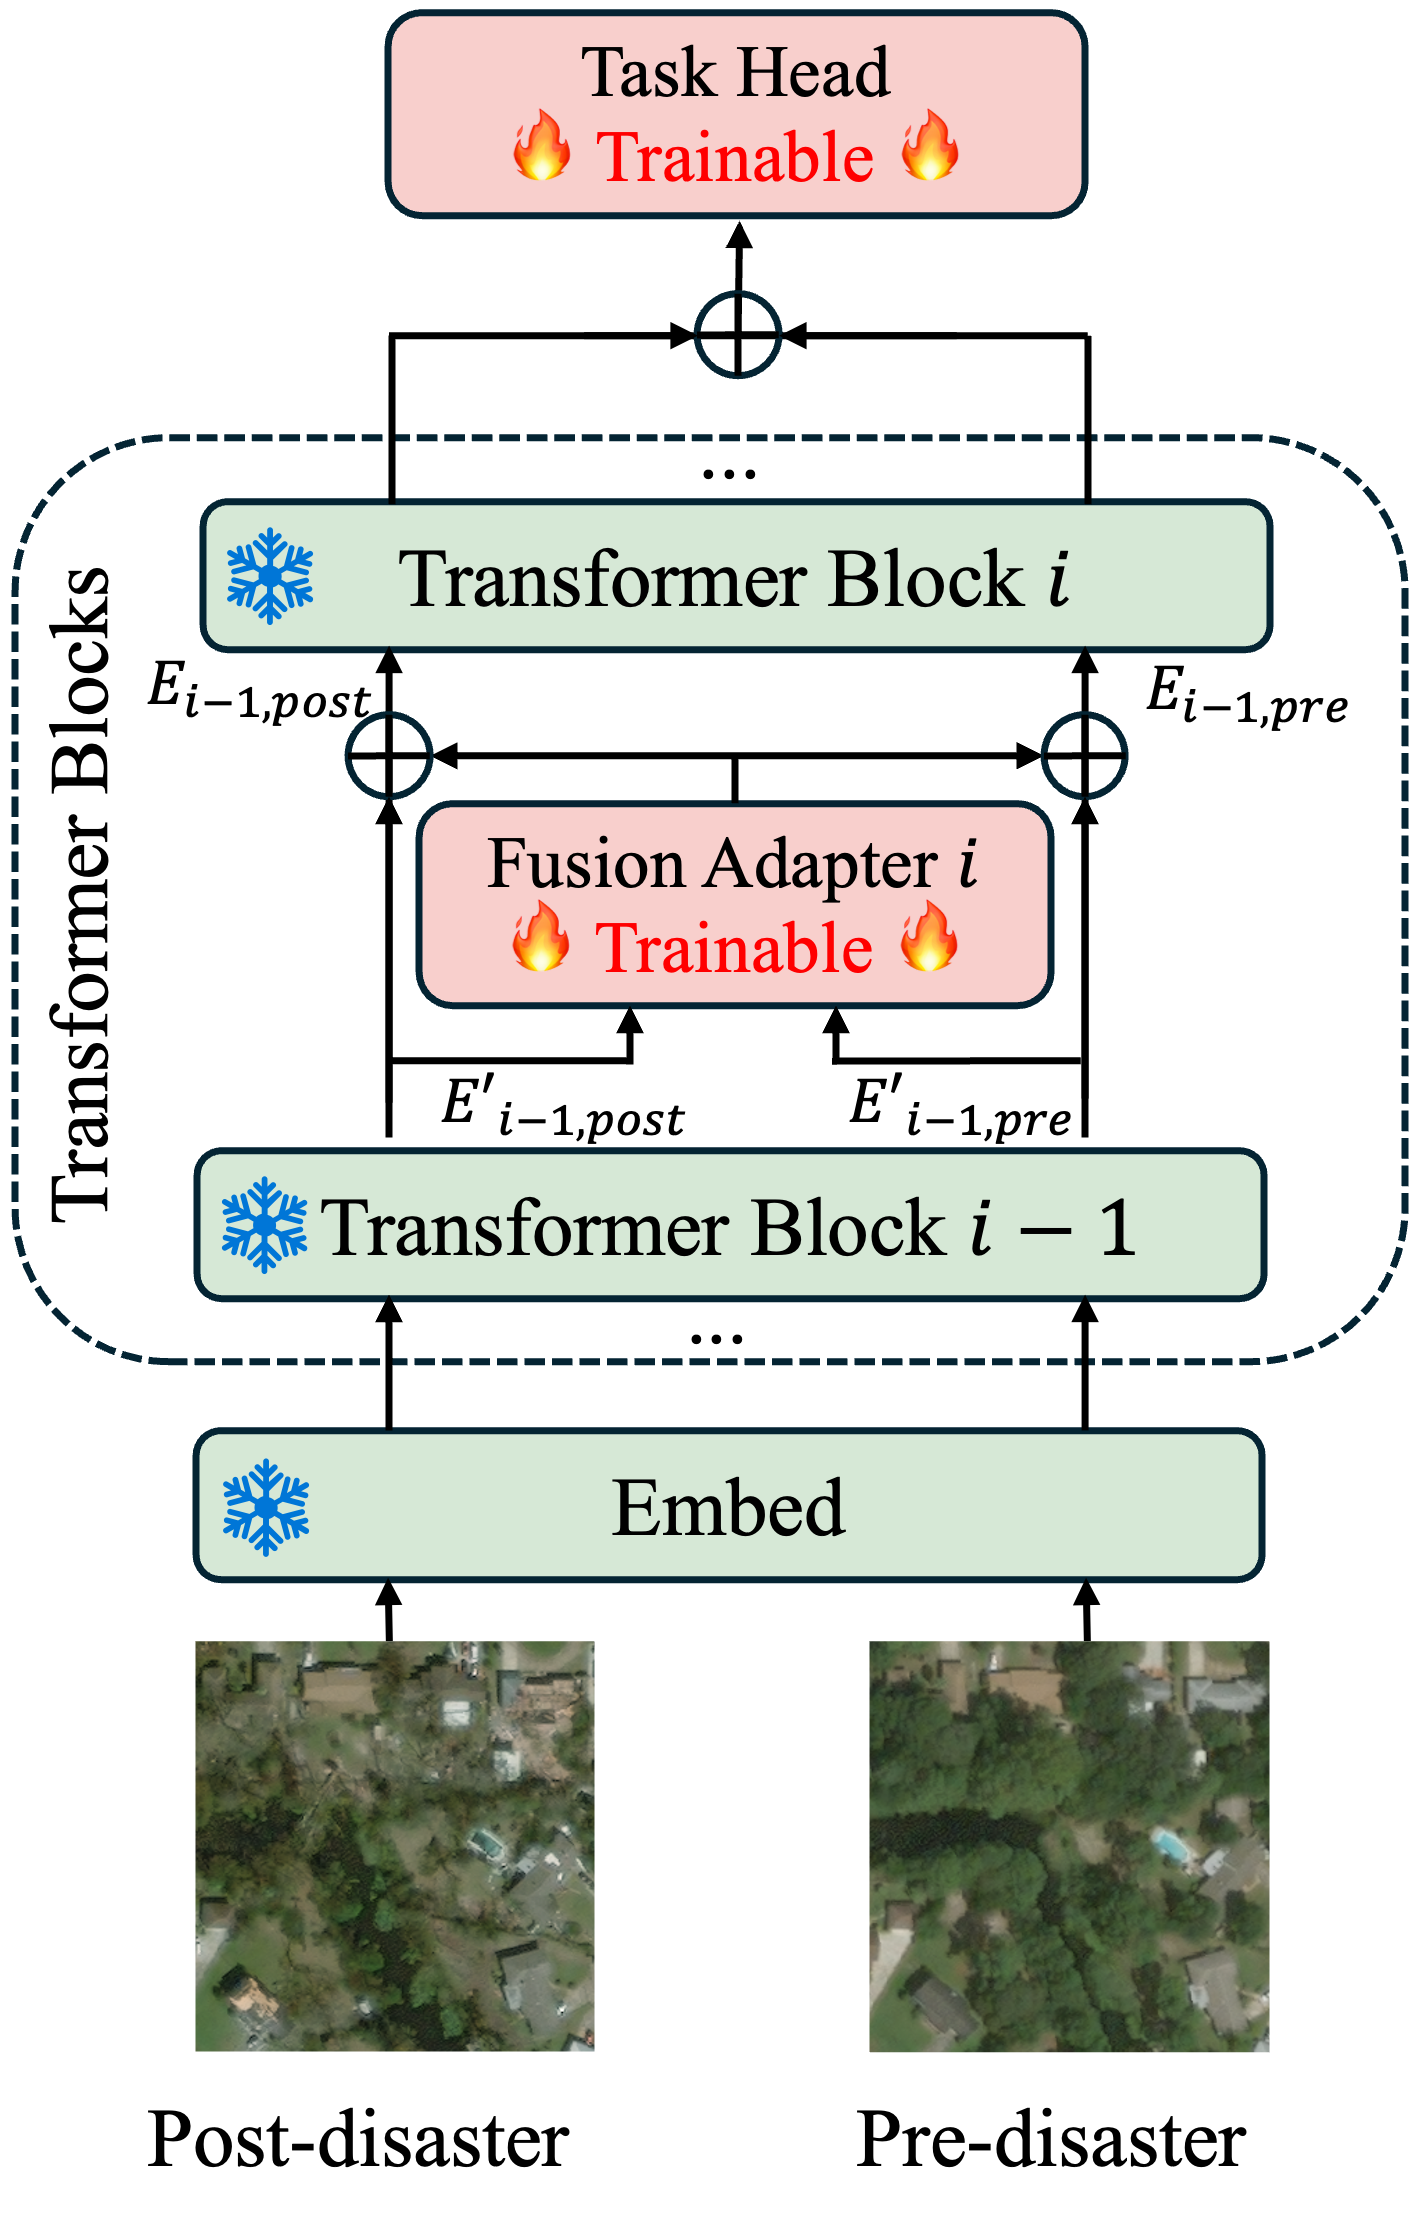 Task Head
Trainable
...
Transformer Blocks
Transformer Block i
E_{i−1,post}
E_{i−1,pre}
Fusion Adapter i
Trainable
E′_{i−1,post}
E′_{i−1,pre}
Transformer Block i − 1
...
Embed
Post-disaster
Pre-disaster